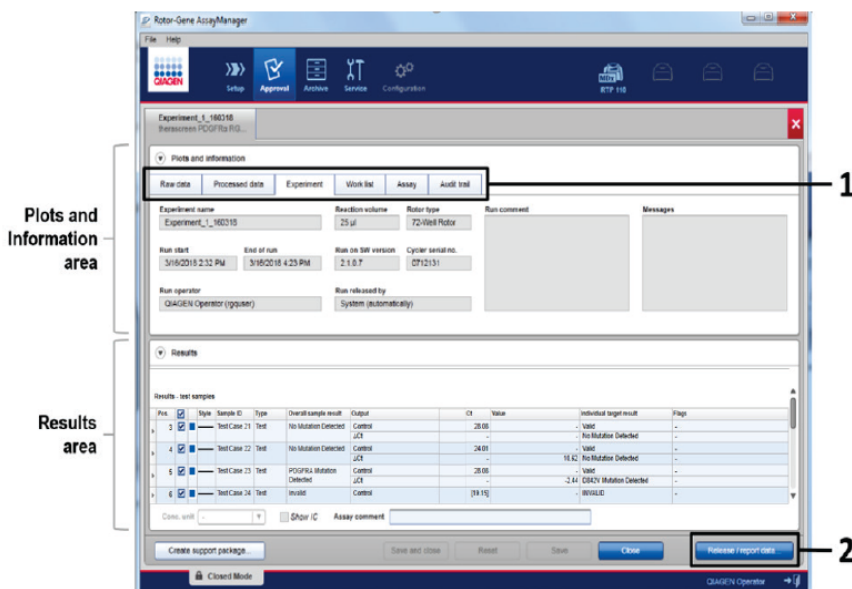 Rotor-Gene AssayManager
File Help
QIAGEN
Setup Approval Archive Service Configuration
MDx
RTP 110
Experiment_1_160318
therascreen PDGFRa RG...
Plots and information
Raw data Processed data Experiment Work list Assay Audit trail
1
Plots and
Information
area
Experiment name Reaction volume Rotor type Run comment Messages
Experiment_1_160318 25 µl 72-Well Rotor
Run start End of run Run on SW version Cycler serial no.
3/16/2018 2:32 PM 3/16/2018 4:23 PM 2.1.0.7 0712131
Run operator Run released by
QIAGEN Operator (rgquser) System (automatically)
Results
area
Results
Results - test samples
Pos. Style Sample ID Type Overall sample result Output Ct Value Individual target result Flags
3 Test Case 21 Test No Mutation Detected Control 28.08 - Valid -
ΔCt - - No Mutation Detected -
4 Test Case 22 Test No Mutation Detected Control 24.01 - Valid -
ΔCt - 10,62 No Mutation Detected -
5 Test Case 23 Test PDGFRA Mutation Detected Control 28.08 - Valid -
ΔCt - -2,44 D842V Mutation Detected -
6 Test Case 24 Test Invalid Control [19.15] - INVALID -
Conc. unit - Show IC Assay comment
Create support package... Save and close Reset Save Close Release / report data...
2
Closed Mode
QIAGEN Operator